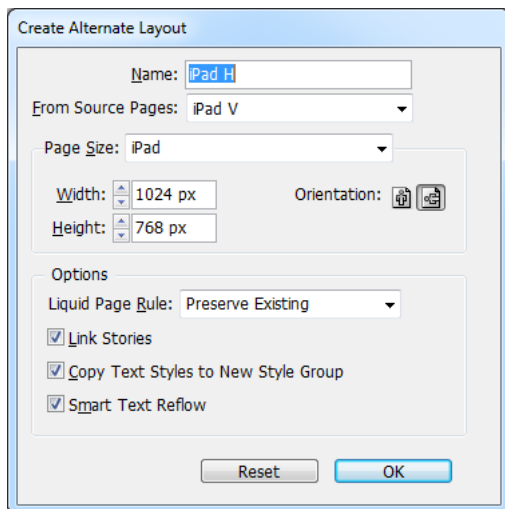 Create Alternate Layout
Name: iPad H
From Source Pages: iPad V
Page Size: iPad
Width: 1024 px Orientation:
Height: 768 px
Options
Liquid Page Rule: Preserve Existing
Link Stories
Copy Text Styles to New Style Group
Smart Text Reflow
Reset OK